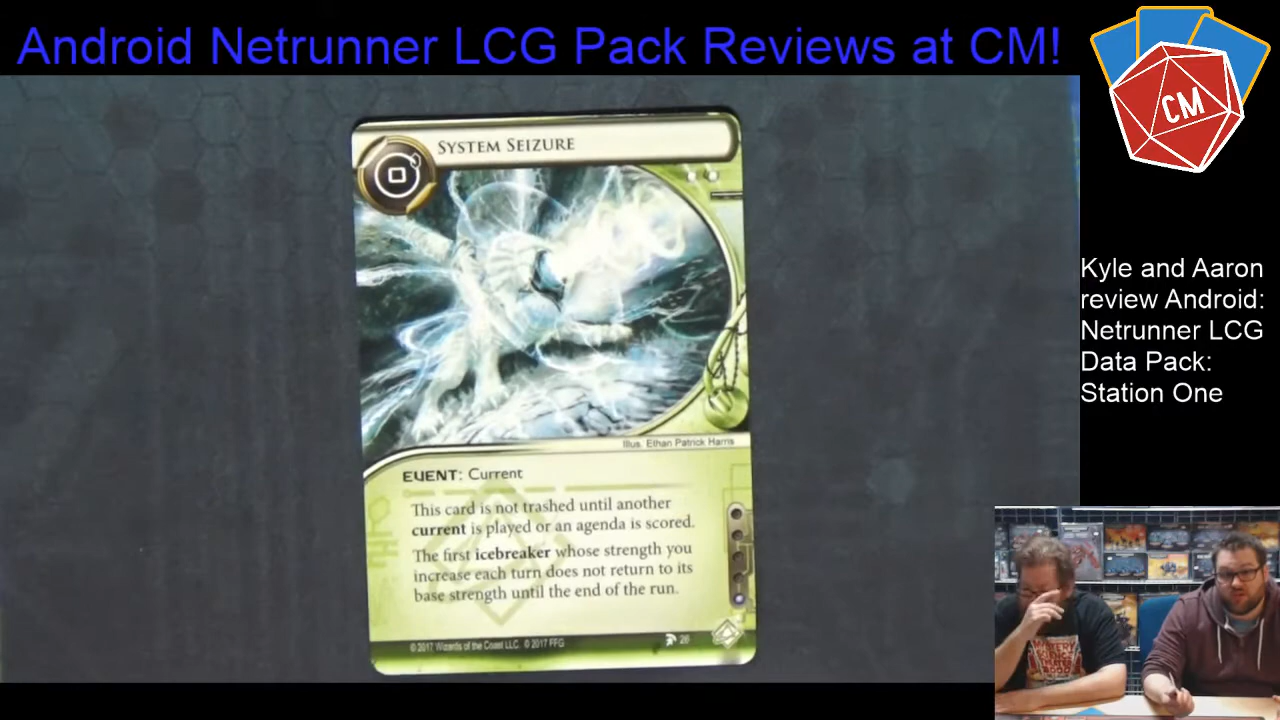 Android Netrunner LCG Pack Reviews at CM!
CM
Kyle and Aaron
review Android:
Netrunner LCG
Data Pack:
Station One
SYSTEM SEIZURE
Illus. Ethan Patrick Harris
EVENT: Current
This card is not trashed until another
current is played or an agenda is scored.
The first icebreaker whose strength you
increase each turn does not return to its
base strength until the end of the run.
© 2017 Wizards of the Coast LLC. © 2017 FFG
26